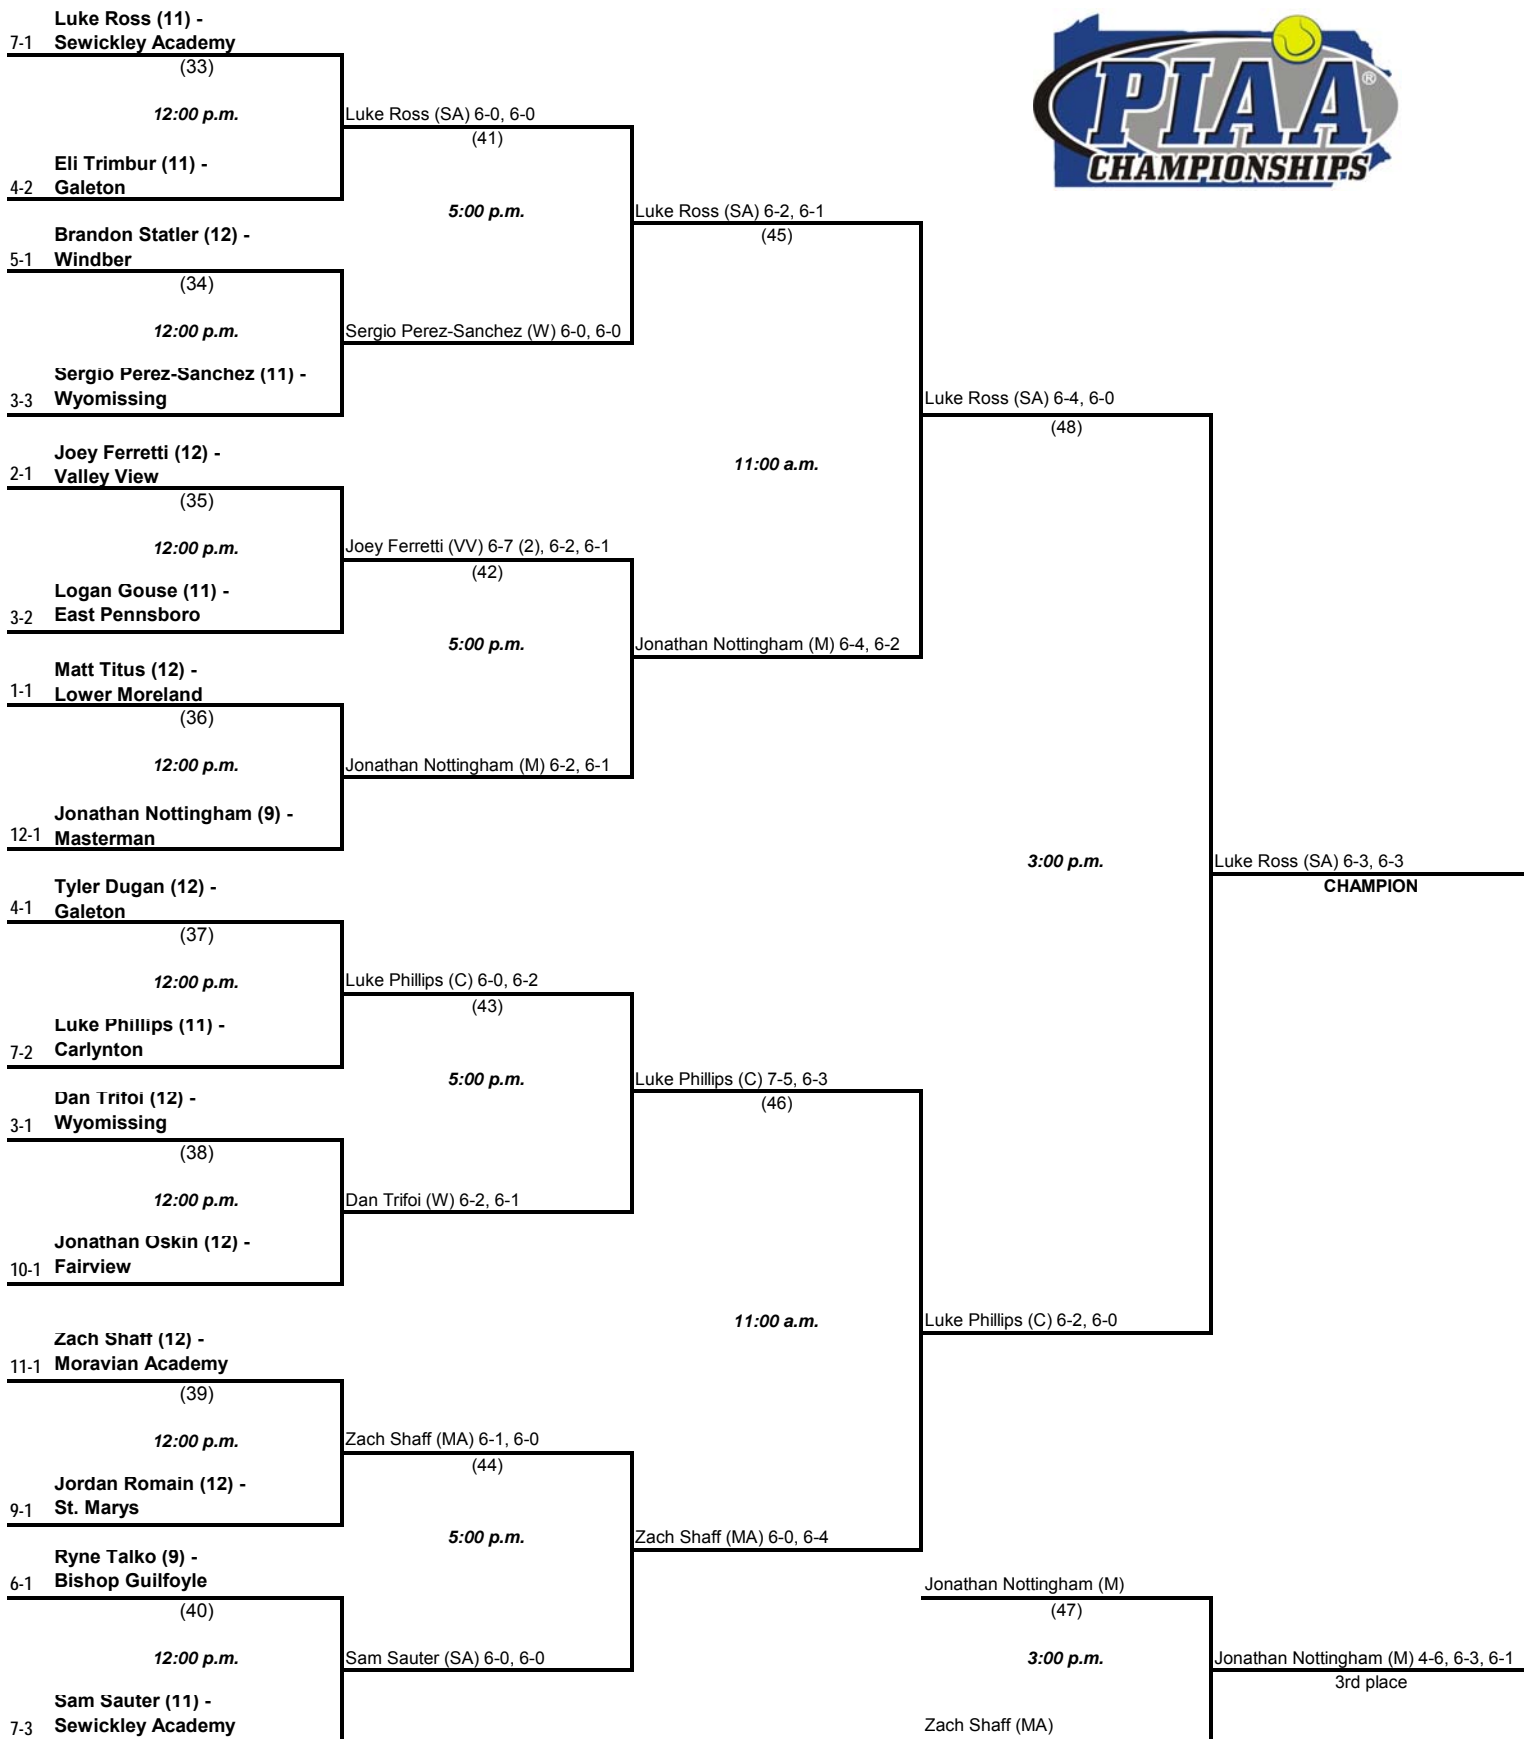 Luke Ross (11) -
7-1 Sewickley Academy
(33)
12:00 p.m.
Luke Ross (SA) 6-0, 6-0
(41)
Eli Trimbur (11) -
4-2 Galeton
5:00 p.m.
Luke Ross (SA) 6-2, 6-1
(45)
Brandon Statler (12) -
5-1 Windber
(34)
12:00 p.m.
Sergio Perez-Sanchez (W) 6-0, 6-0
Sergio Perez-Sanchez (11) -
3-3 Wyomissing
Luke Ross (SA) 6-4, 6-0
(48)
Joey Ferretti (12) -
2-1 Valley View
11:00 a.m.
(35)
12:00 p.m.
Joey Ferretti (VV) 6-7 (2), 6-2, 6-1
(42)
Logan Gouse (11) -
3-2 East Pennsboro
5:00 p.m.
Jonathan Nottingham (M) 6-4, 6-2
Matt Titus (12) -
1-1 Lower Moreland
(36)
12:00 p.m.
Jonathan Nottingham (M) 6-2, 6-1
Jonathan Nottingham (9) -
12-1 Masterman
3:00 p.m.
Luke Ross (SA) 6-3, 6-3
CHAMPION
Tyler Dugan (12) -
4-1 Galeton
(37)
12:00 p.m.
Luke Phillips (C) 6-0, 6-2
(43)
Luke Phillips (11) -
7-2 Carlynton
5:00 p.m.
Luke Phillips (C) 7-5, 6-3
(46)
Dan Trifoi (12) -
3-1 Wyomissing
(38)
12:00 p.m.
Dan Trifoi (W) 6-2, 6-1
Jonathan Oskin (12) -
10-1 Fairview
11:00 a.m.
Luke Phillips (C) 6-2, 6-0
Zach Shaff (12) -
11-1 Moravian Academy
(39)
12:00 p.m.
Zach Shaff (MA) 6-1, 6-0
(44)
Jordan Romain (12) -
9-1 St. Marys
5:00 p.m.
Zach Shaff (MA) 6-0, 6-4
Ryne Talko (9) -
6-1 Bishop Guilfoyle
(40)
12:00 p.m.
Sam Sauter (SA) 6-0, 6-0
Sam Sauter (11) -
7-3 Sewickley Academy
Jonathan Nottingham (M)
(47)
3:00 p.m.
Jonathan Nottingham (M) 4-6, 6-3, 6-1
3rd place
Zach Shaff (MA)
PIAA®
CHAMPIONSHIPS